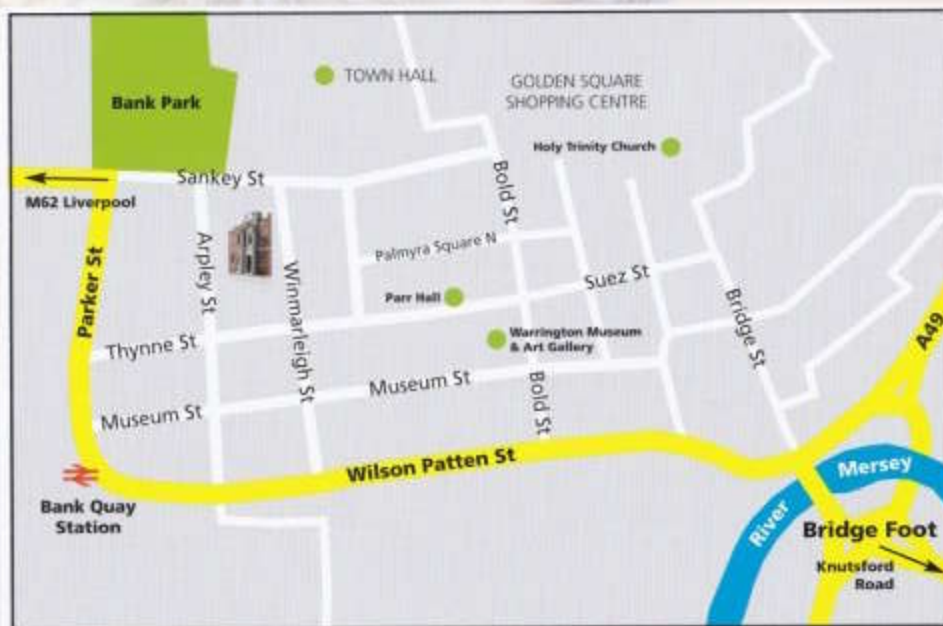 TOWN HALL
GOLDEN SQUARE
SHOPPING CENTRE
Bank Park
Holy Trinity Church
Sankey St
M62 Liverpool
Bold St
Palmyra Square N
Arpley St
Parker St
Winmarleigh St
Suez St
Parr Hall
Bridge St
A49
Thynne St
Warrington Museum
& Art Gallery
Museum St
Museum St
Bold St
Wilson Patten St
Mersey
River
Bank Quay
Station
Bridge Foot
Knutsford
Road